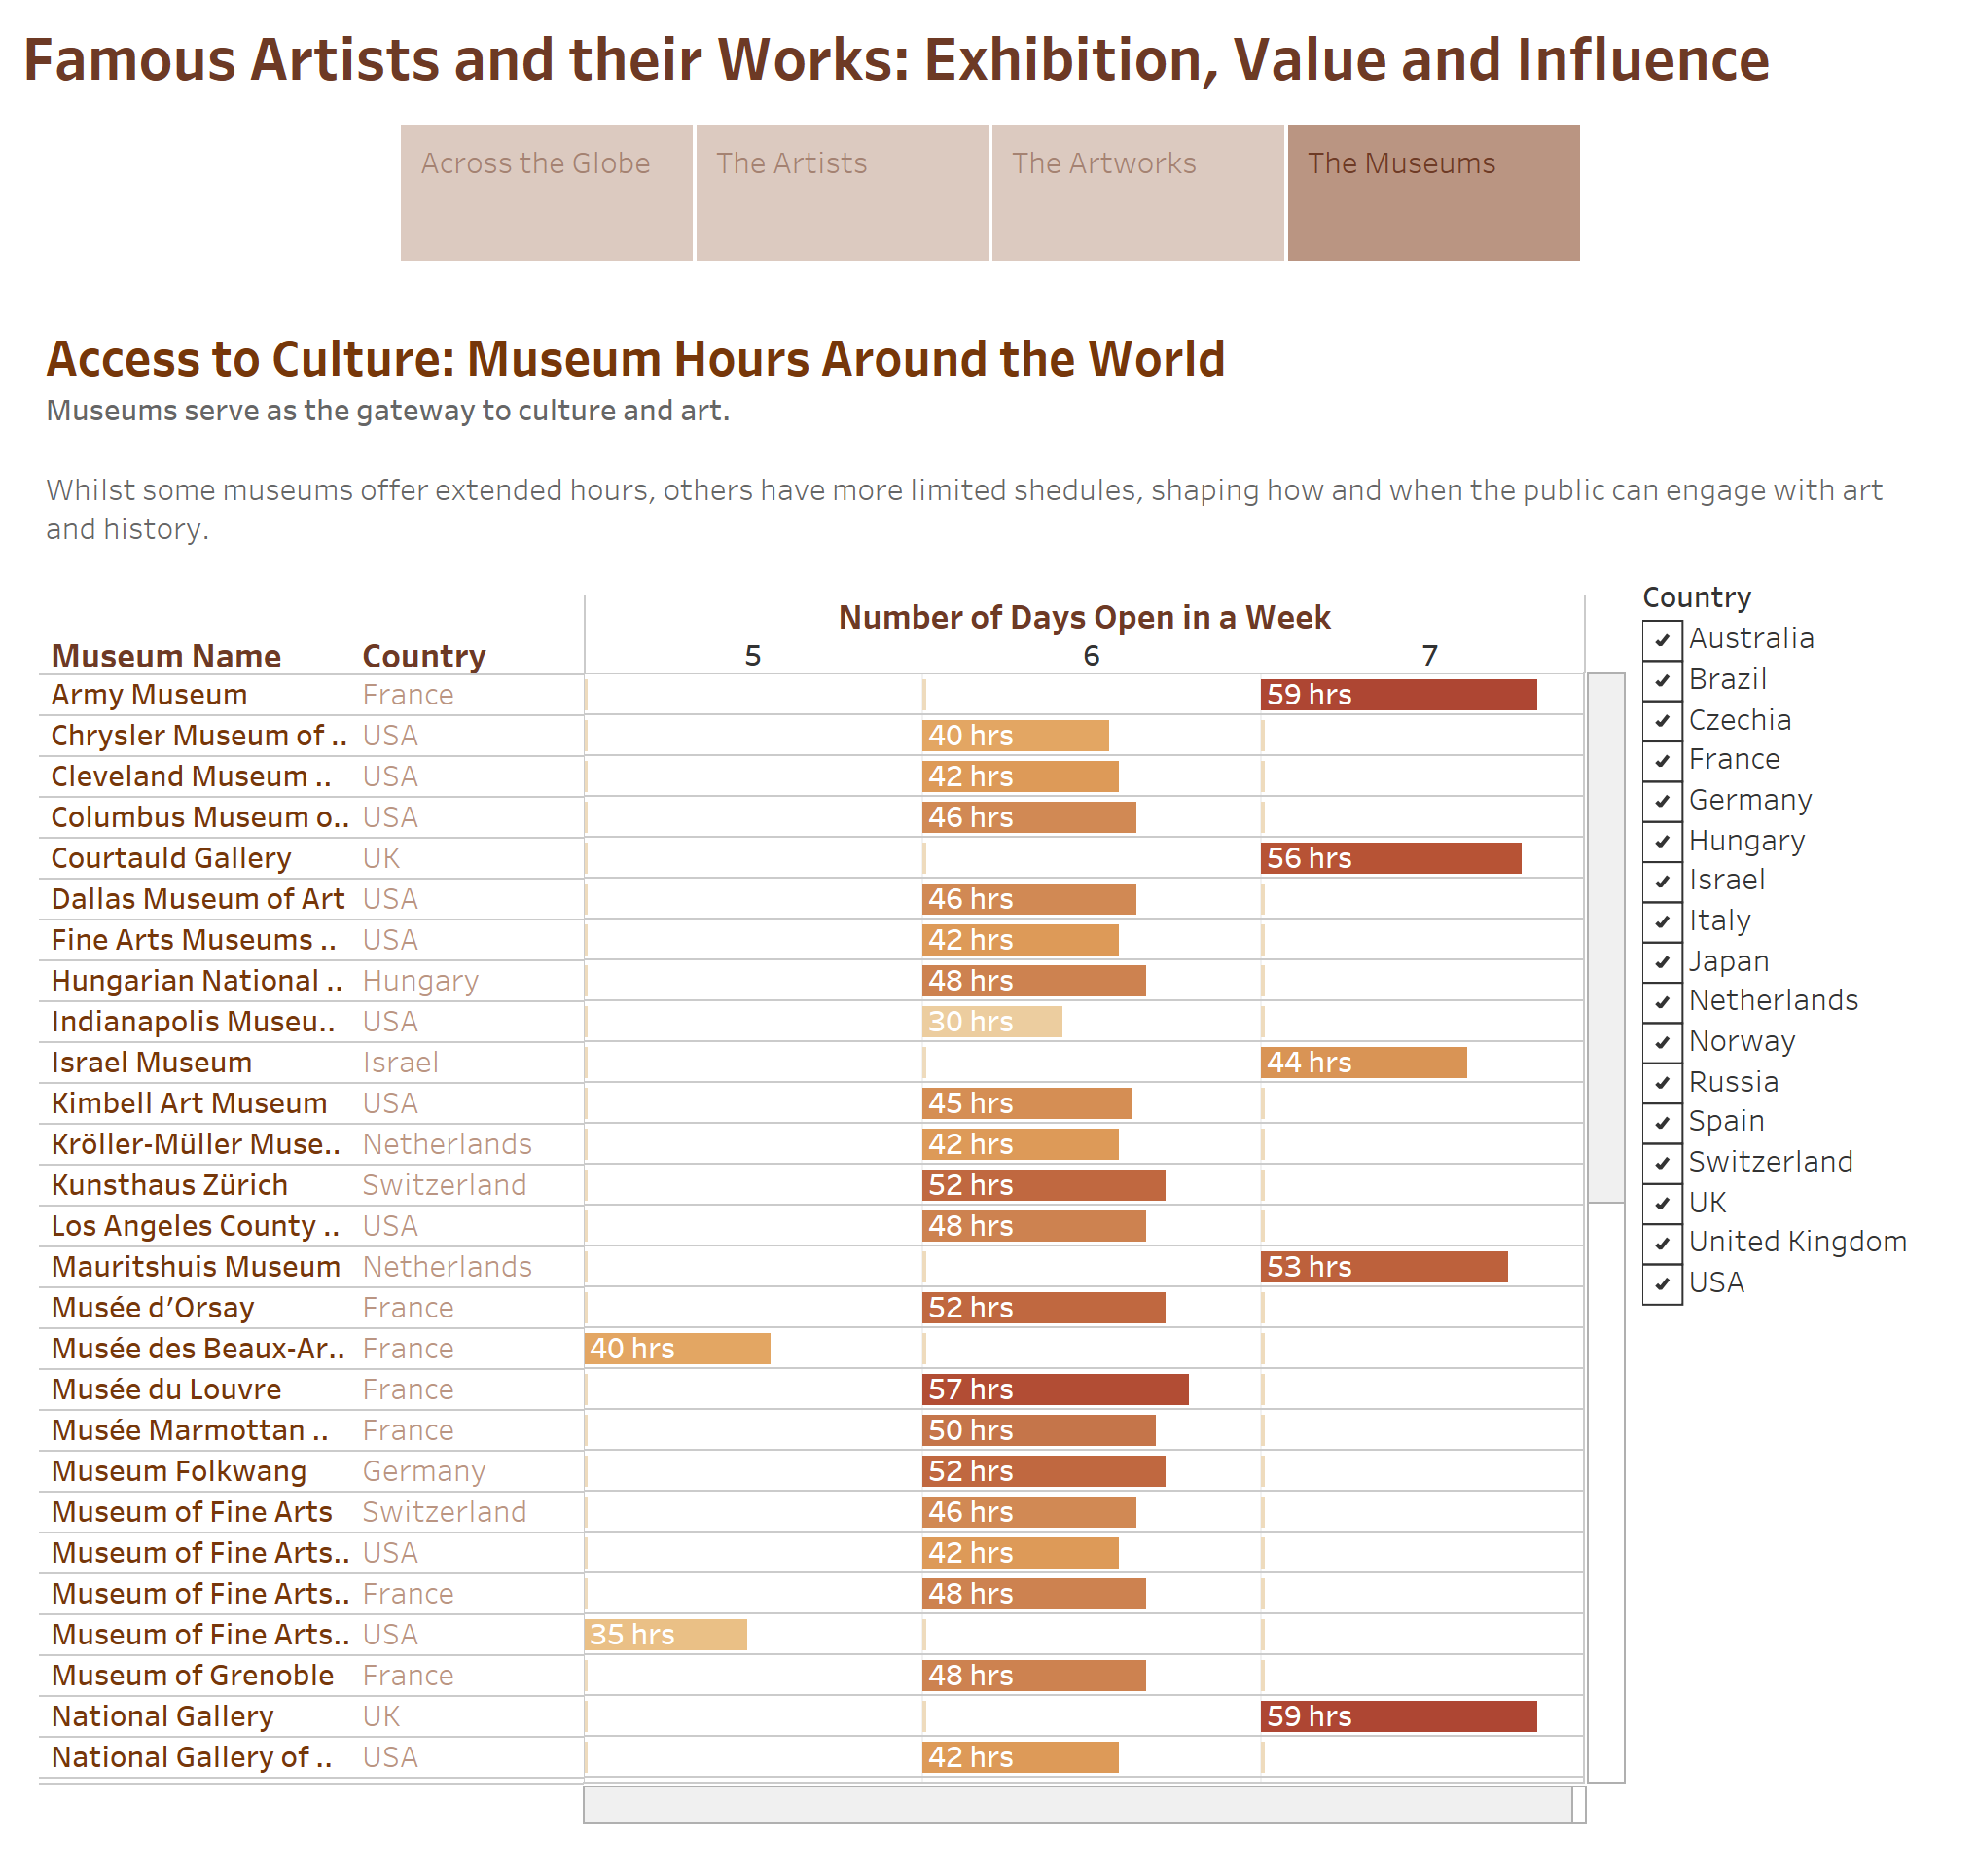 Famous Artists and their Works: Exhibition, Value and Influence
Across the Globe The Artists The Artworks The Museums
Access to Culture: Museum Hours Around the World
Museums serve as the gateway to culture and art.
Whilst some museums offer extended hours, others have more limited shedules, shaping how and when the public can engage with art
and history.
Number of Days Open in a Week
Museum Name Country 5 6 7
Army Museum France 59 hrs
Chrysler Museum of .. USA 40 hrs
Cleveland Museum .. USA 42 hrs
Columbus Museum o.. USA 46 hrs
Courtauld Gallery UK 56 hrs
Dallas Museum of Art USA 46 hrs
Fine Arts Museums .. USA 42 hrs
Hungarian National .. Hungary 48 hrs
Indianapolis Museu.. USA 30 hrs
Israel Museum Israel 44 hrs
Kimbell Art Museum USA 45 hrs
Kröller-Müller Muse.. Netherlands 42 hrs
Kunsthaus Zürich Switzerland 52 hrs
Los Angeles County .. USA 48 hrs
Mauritshuis Museum Netherlands 53 hrs
Musée d’Orsay France 52 hrs
Musée des Beaux-Ar.. France 40 hrs
Musée du Louvre France 57 hrs
Musée Marmottan .. France 50 hrs
Museum Folkwang Germany 52 hrs
Museum of Fine Arts Switzerland 46 hrs
Museum of Fine Arts.. USA 42 hrs
Museum of Fine Arts.. France 48 hrs
Museum of Fine Arts.. USA 35 hrs
Museum of Grenoble France 48 hrs
National Gallery UK 59 hrs
National Gallery of .. USA 42 hrs
Country
Australia
Brazil
Czechia
France
Germany
Hungary
Israel
Italy
Japan
Netherlands
Norway
Russia
Spain
Switzerland
UK
United Kingdom
USA